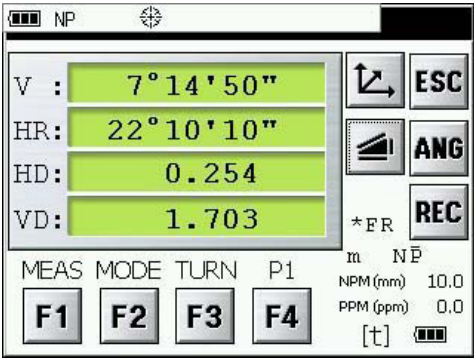 NP
V : 7°14'50"
HR: 22°10'10"
HD: 0.254
VD: 1.703
ESC
ANG
*FR REC
m NP̄
MEAS MODE TURN P1
NPM (mm) 10.0
F1 F2 F3 F4
PPM (ppm) 0,0
[t]